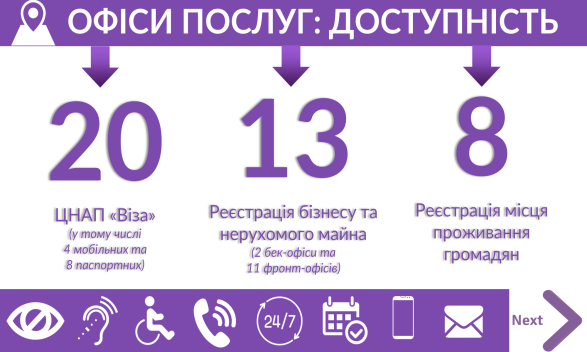 ОФІСИ ПОСЛУГ: ДОСТУПНІСТЬ
20
ЦНАП «Віза»
(у тому числі
4 мобільних та
8 паспортних)
13
Реєстрація бізнесу та
нерухомого майна
(2 бек-офіси та
11 фронт-офісів)
8
Реєстрація місця
проживання
громадян
24/7
Next